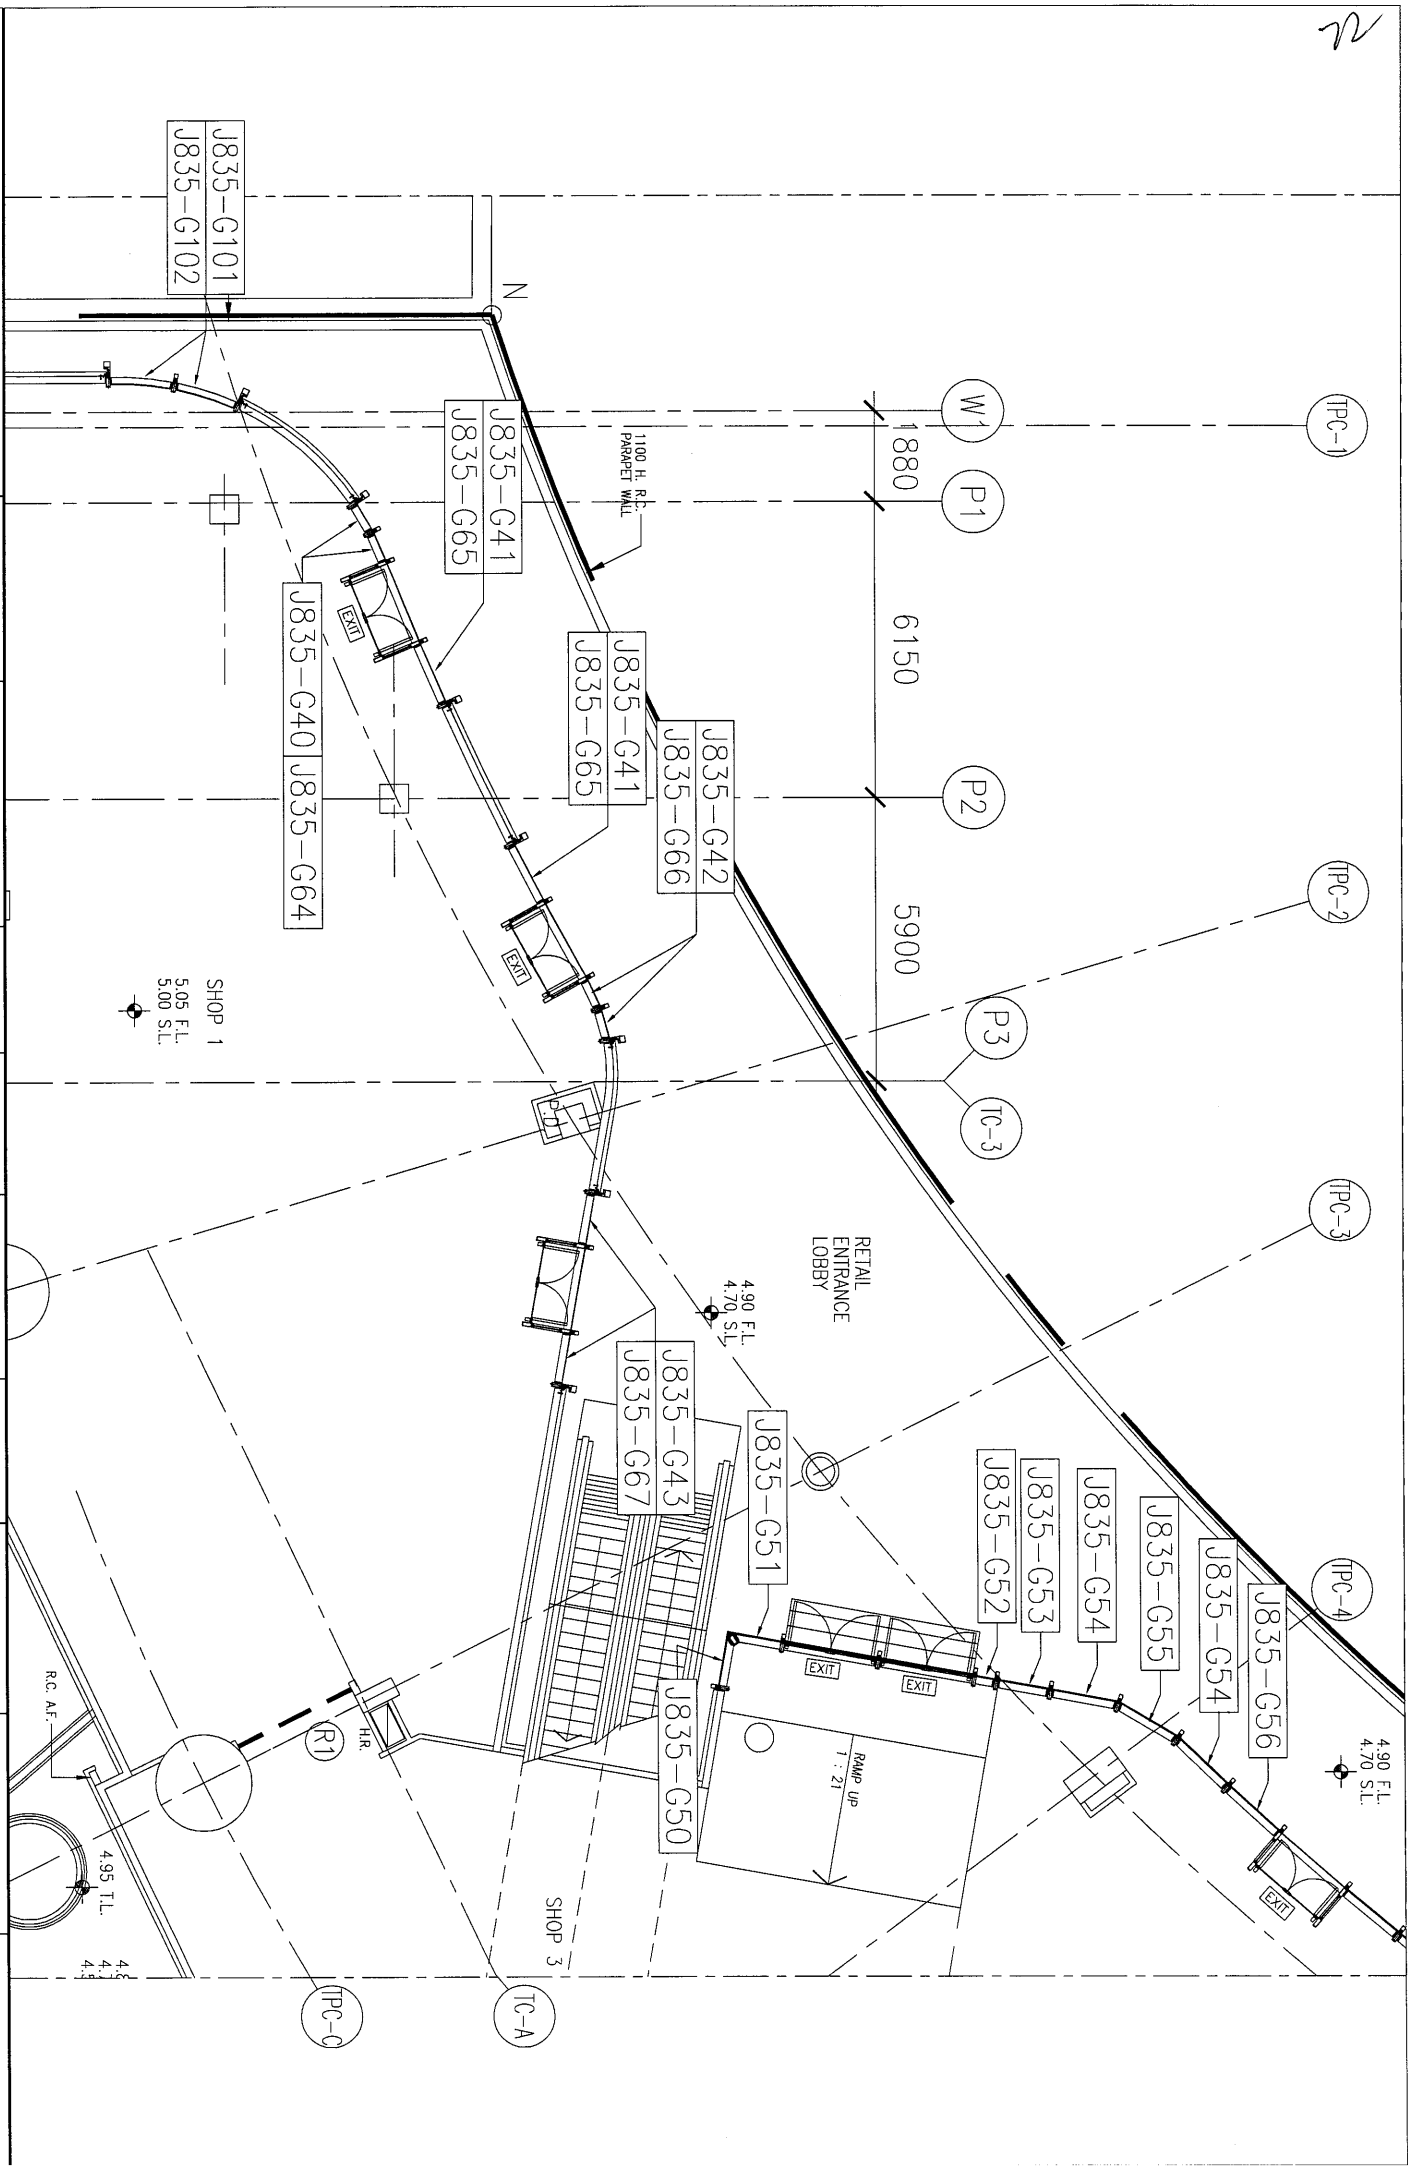 TPC-1
TPC-2
TPC-3
TPC-4
W1
P1
P2
P3
TC-3
1880
6150
5900
N
1100 H. R.C.
PARAPET WALL
J835-G101
J835-G102
J835-G41
J835-G65
J835-G41
J835-G65
J835-G42
J835-G66
J835-G40
J835-G64
EXIT
EXIT
SHOP 1
5.05 F.L.
5.00 S.L.
P.D
RETAIL
ENTRANCE
LOBBY
4.90 F.L.
4.70 S.L.
J835-G43
J835-G67
J835-G51
J835-G52
J835-G53
J835-G54
J835-G55
J835-G54
J835-G56
J835-G50
EXIT
EXIT
EXIT
4.90 F.L.
4.70 S.L.
RAMP UP
1 : 21
H.R.
R1
R.C. A.F.
4.95 T.L.
SHOP 3
TC-A
TPC-C